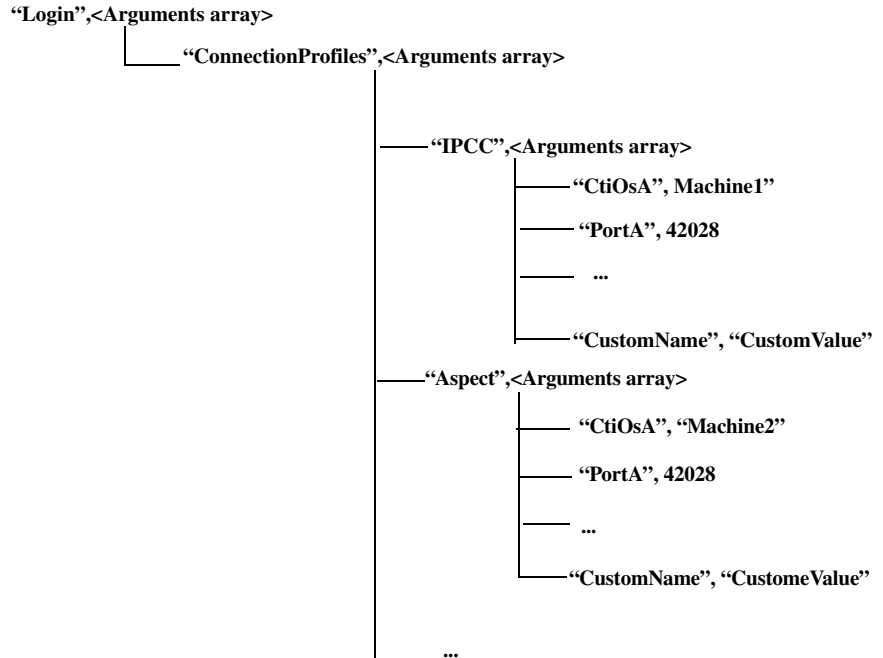 “Login”,<Arguments array>
“ConnectionProfiles”,<Arguments array>
“IPCC”,<Arguments array>
“CtiOsA”, Machine1”
“PortA”, 42028
...
“CustomName”, “CustomValue”
“Aspect”,<Arguments array>
“CtiOsA”, “Machine2”
“PortA”, 42028
...
“CustomName”, “CustomeValue”
...